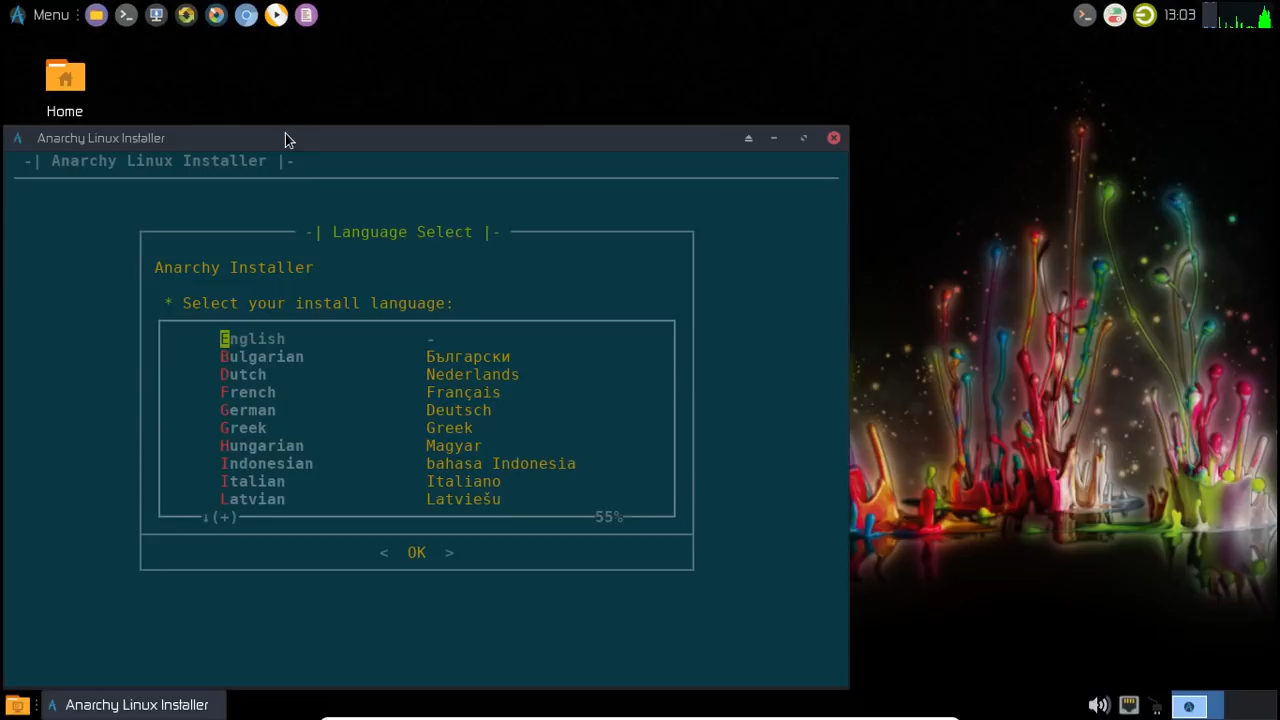 Menu
13:03
Home
Anarchy Linux Installer
-| Anarchy Linux Installer |-
-| Language Select |-
Anarchy Installer
* Select your install language:
English -
Bulgarian Български
Dutch Nederlands
French Français
German Deutsch
Greek Greek
Hungarian Magyar
Indonesian bahasa Indonesia
Italian Italiano
Latvian Latviešu
↓(+) 55%
< OK >
Anarchy Linux Installer